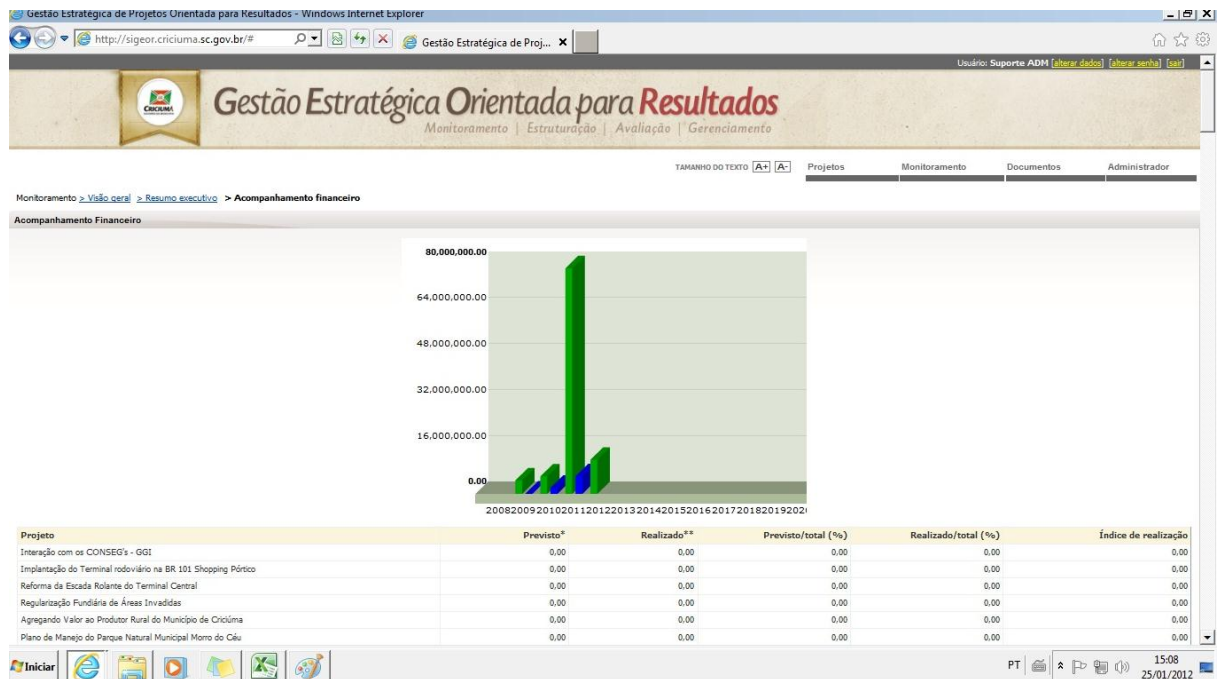 Gestão Estratégica de Projetos Orientada para Resultados - Windows Internet Explorer
http://sigeor.criciuma.sc.gov.br/#
Gestão Estratégica de Proj...
Usuário: Suporte ADM [alterar dados] [alterar senha] [sair]
CRICIÚMA
Gestão Estratégica Orientada para Resultados
Monitoramento | Estruturação | Avaliação | Gerenciamento
TAMANHO DO TEXTO A+ A- Projetos Monitoramento Documentos Administrador
Monitoramento > Visão geral > Resumo executivo > Acompanhamento financeiro
Acompanhamento Financeiro
80,000,000.00
64,000,000.00
48,000,000.00
32,000,000.00
16,000,000.00
0.00
2008200920102011201220132014201520162017201820192020
Projeto Previsto* Realizado** Previsto/total (%) Realizado/total (%) Índice de realização
Interação com os CONSEG's - GGI 0,00 0,00 0,00 0,00 0,00
Implantação do Terminal rodoviário na BR 101 Shopping Pórtico 0,00 0,00 0,00 0,00 0,00
Reforma da Escada Rolante do Terminal Central 0,00 0,00 0,00 0,00 0,00
Regularização Fundiária de Áreas Invadidas 0,00 0,00 0,00 0,00 0,00
Agregando Valor ao Produtor Rural do Município de Criciúma 0,00 0,00 0,00 0,00 0,00
Plano de Manejo do Parque Natural Municipal Morro do Céu 0,00 0,00 0,00 0,00 0,00
Iniciar
PT
15:08
25/01/2012